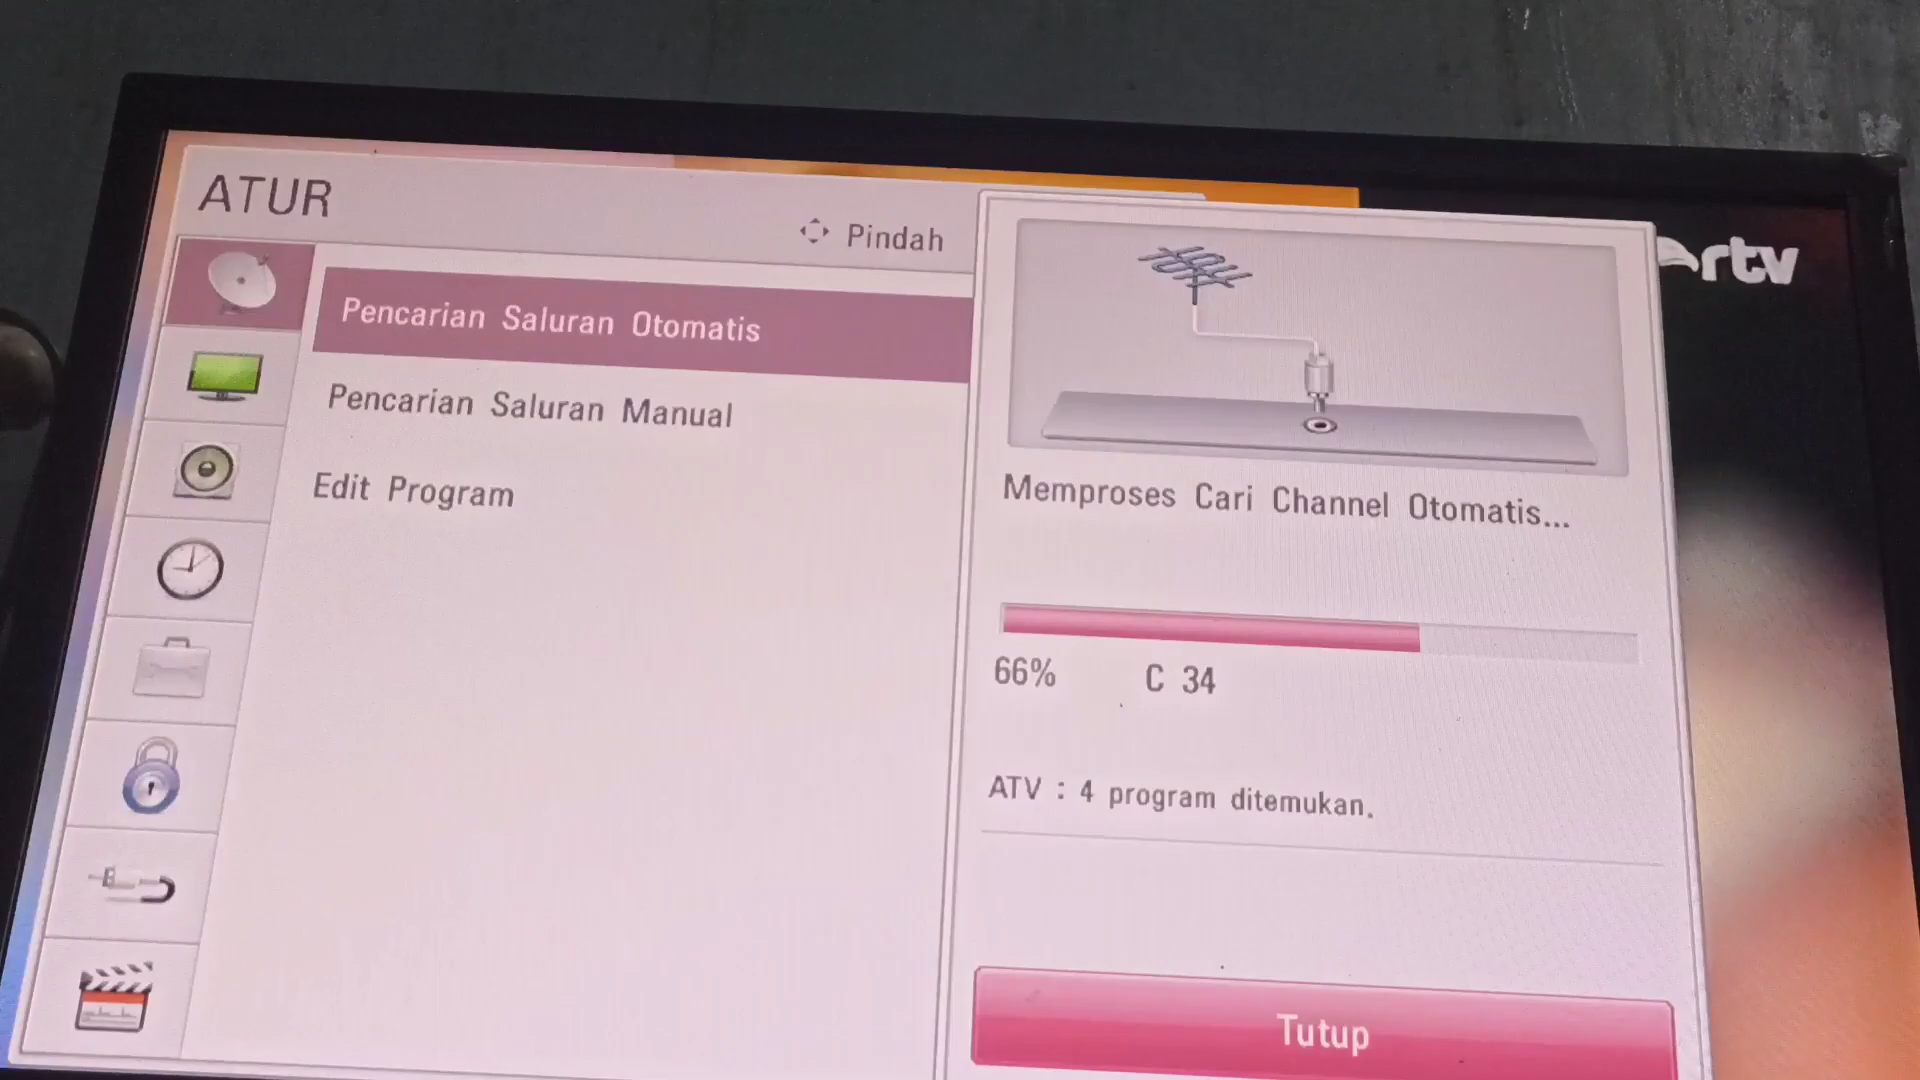 ATUR
Pindah
rtv
Pencarian Saluran Otomatis
Pencarian Saluran Manual
Edit Program
Memproses Cari Channel Otomatis...
66% C 34
ATV : 4 program ditemukan.
Tutup